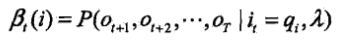 β_t(i) = P(o_{t+1}, o_{t+2}, ⋯, o_T | i_t = q_i, λ)